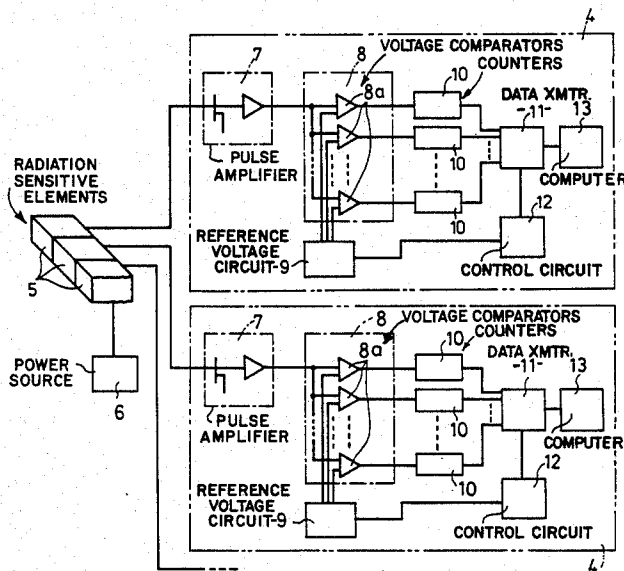 4
7
8
VOLTAGE COMPARATORS
COUNTERS
8a
10
DATA XMTR.
-11-
13
PULSE
AMPLIFIER
10
COMPUTER
RADIATION
SENSITIVE
ELEMENTS
10
12
REFERENCE
VOLTAGE
CIRCUIT-9
CONTROL CIRCUIT
5
POWER
SOURCE
6
7
8
VOLTAGE COMPARATORS
COUNTERS
8a
10
DATA XMTR.
-11-
13
PULSE
AMPLIFIER
10
COMPUTER
10
12
REFERENCE
VOLTAGE
CIRCUIT-9
CONTROL CIRCUIT
4